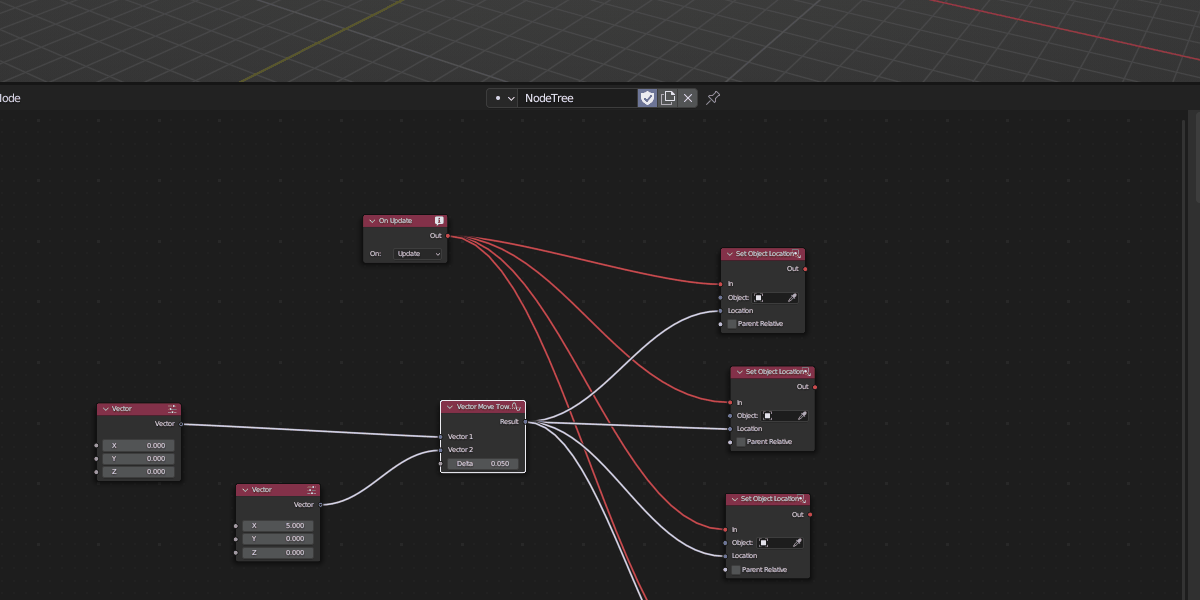 lode
NodeTree
On Update
Out
On: Update
Set Object Location
Out
In
Object:
Location
Parent Relative
Set Object Location
Out
In
Object:
Location
Parent Relative
Vector
Vector
X 0.000
Y 0.000
Z 0.000
Vector Move Tow...
Result
Vector 1
Vector 2
Delta 0.050
Vector
Vector
X 5.000
Y 0.000
Z 0.000
Set Object Location
Out
In
Object:
Location
Parent Relative